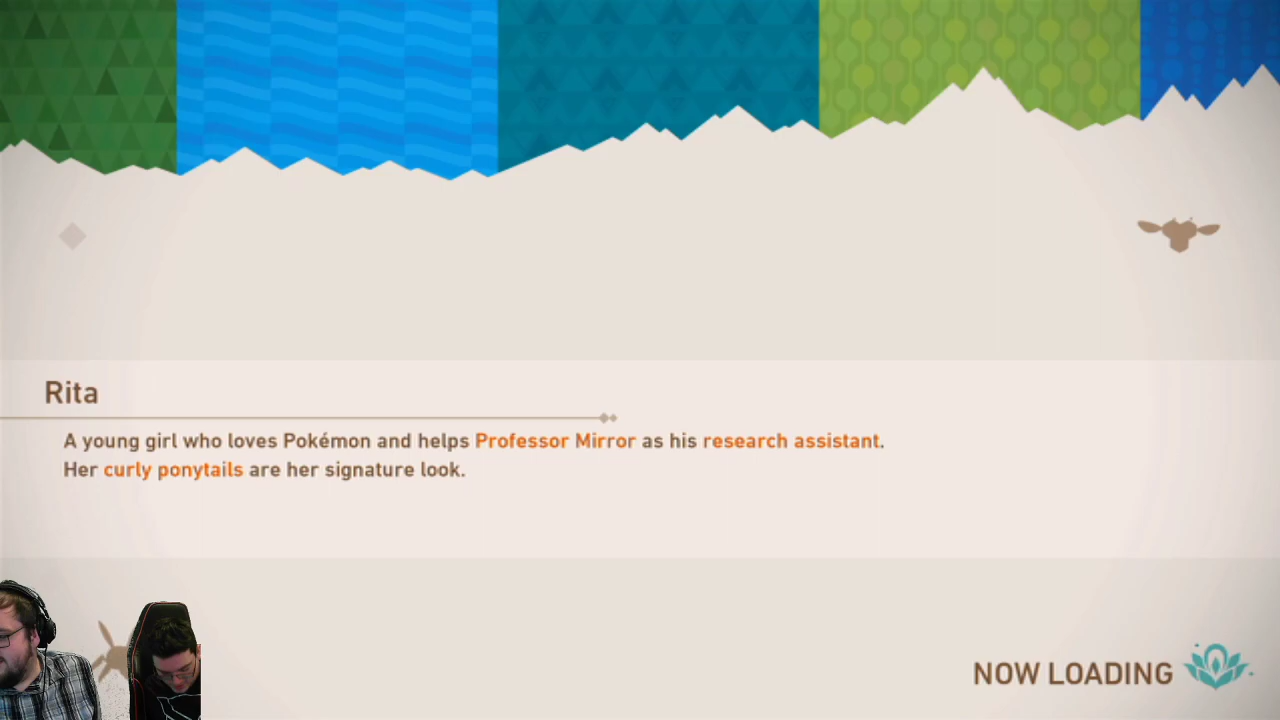 Rita
A young girl who loves Pokémon and helps Professor Mirror as his research assistant.
Her curly ponytails are her signature look.
NOW LOADING